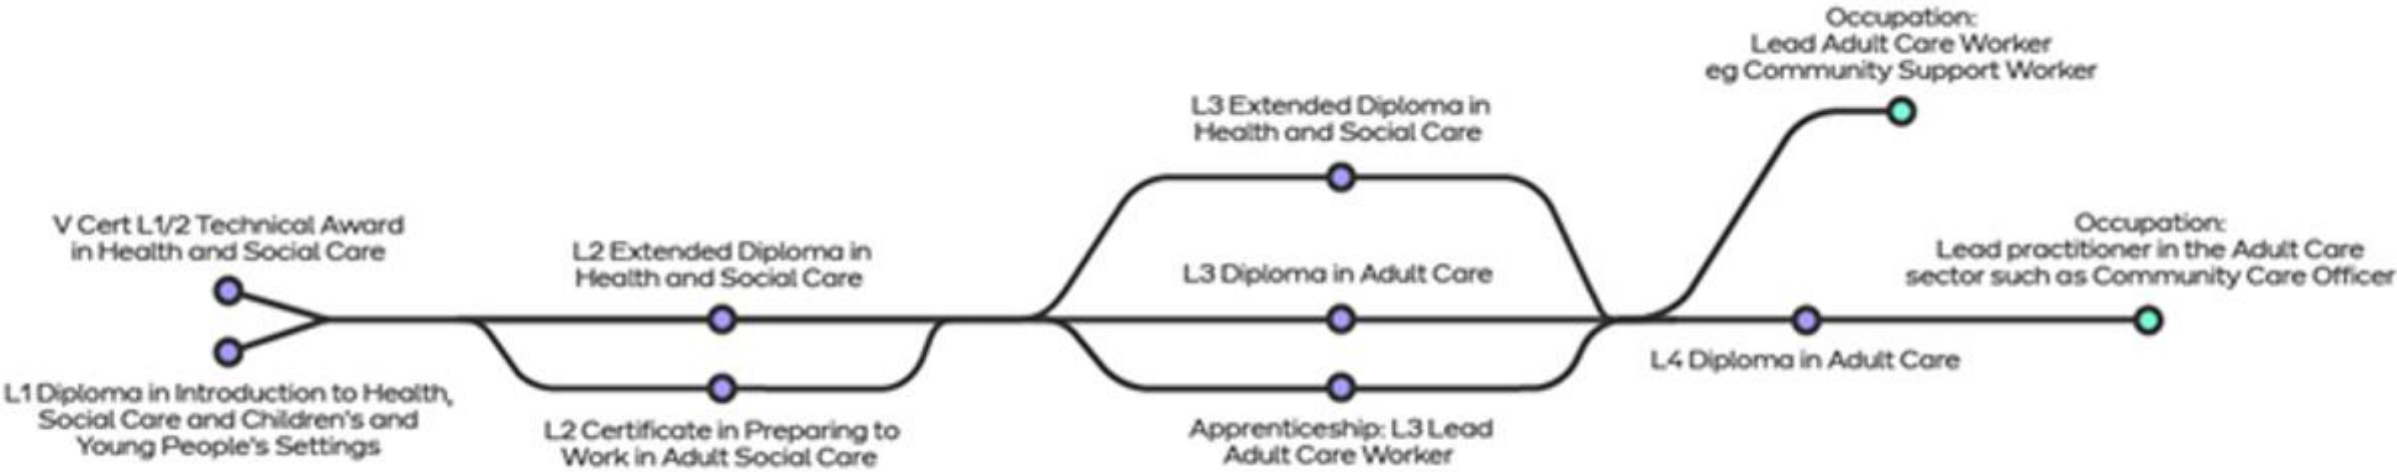 Occupation:
Lead Adult Care Worker
eg Community Support Worker
L3 Extended Diploma in
Health and Social Care
V Cert L1/2 Technical Award
in Health and Social Care
L2 Extended Diploma in
Health and Social Care
L3 Diploma in Adult Care
Occupation:
Lead practitioner in the Adult Care
sector such as Community Care Officer
L1 Diploma in Introduction to Health,
Social Care and Children's and
Young People's Settings
L2 Certificate in Preparing to
Work in Adult Social Care
Apprenticeship: L3 Lead
Adult Care Worker
L4 Diploma in Adult Care